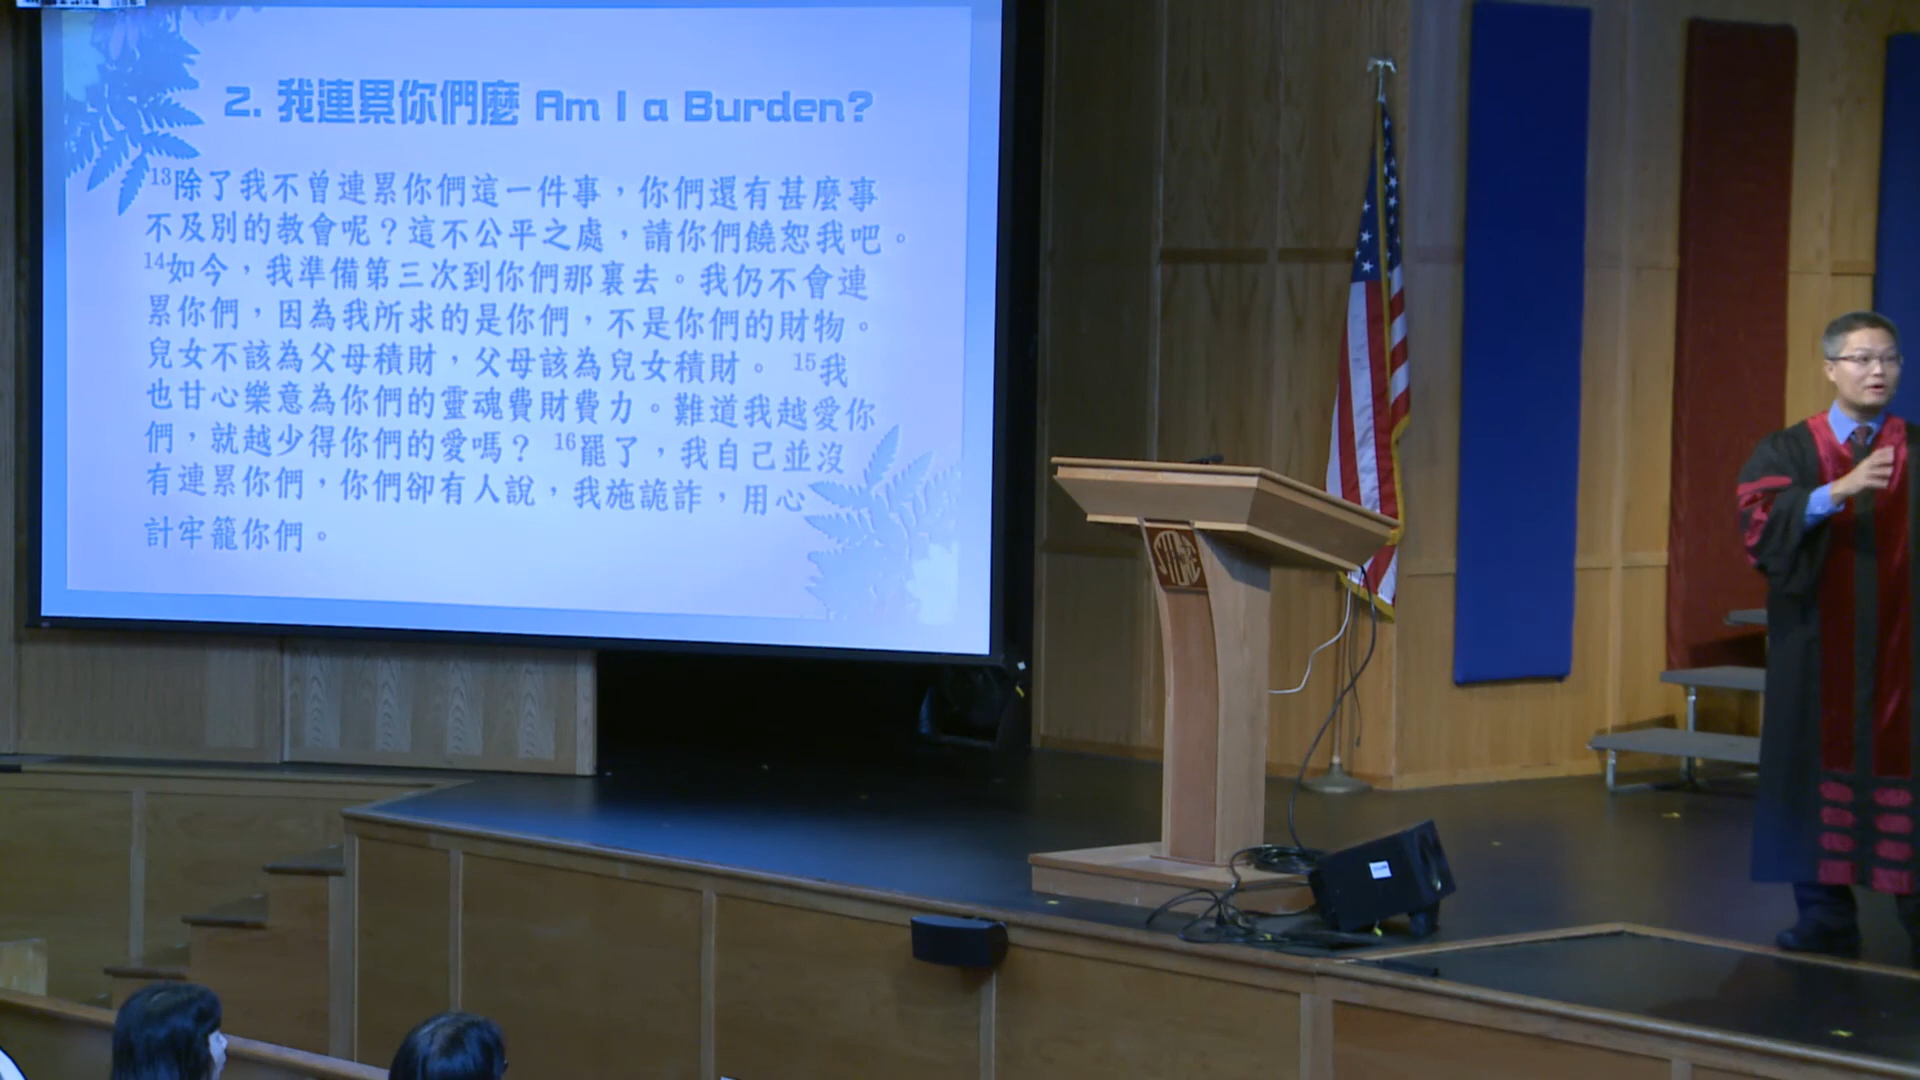 2. 我連累你們麼 Am I a Burden?
13除了我不曾連累你們這一件事，你們還有甚麼事
不及別的教會呢？這不公平之處，請你們饒恕我吧。
14如今，我準備第三次到你們那裏去。我仍不會連
累你們，因為我所求的是你們，不是你們的財物。
兒女不該為父母積財，父母該為兒女積財。 15我
也甘心樂意為你們的靈魂費財費力。難道我越愛你
們，就越少得你們的愛嗎？ 16罷了，我自己並沒
有連累你們，你們卻有人說，我施詭詐，用心
計牢籠你們。